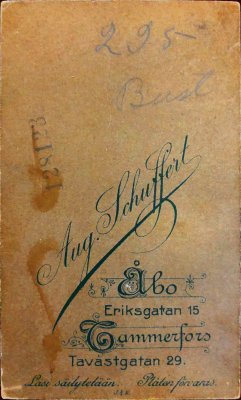 295
Bust
Aug. Schuffert
Åbo
Eriksgatan 15
Tammerfors
Tavastgatan 29.
Lasi säilytetään. Plåten förvaras.